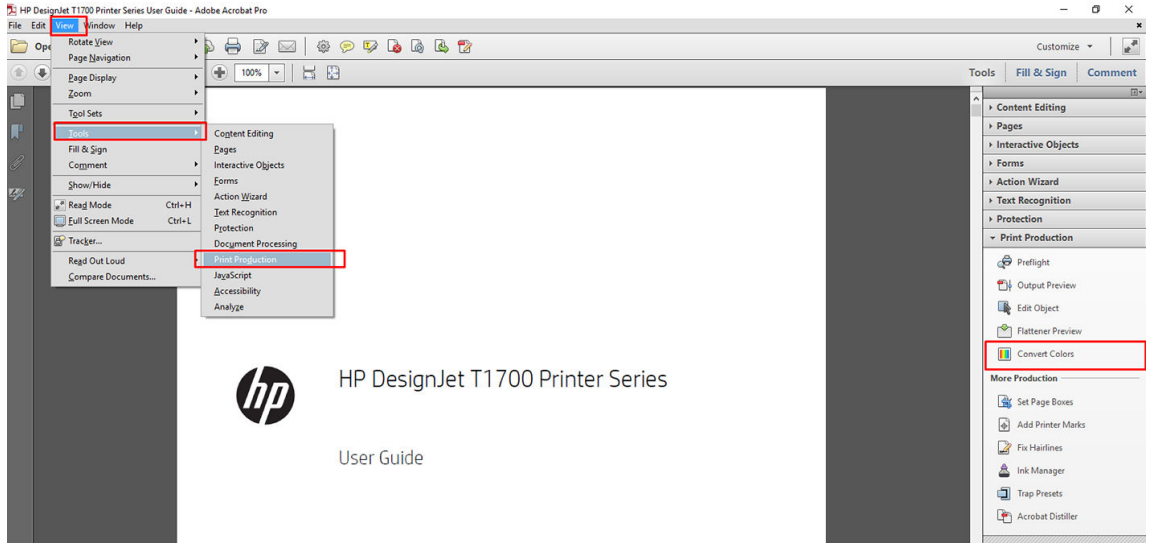 HP DesignJet T1700 Printer Series User Guide - Adobe Acrobat Pro
File Edit View Window Help
Customize
100%
Tools Fill & Sign Comment
Rotate View
Page Navigation
Page Display
Zoom
Tool Sets
Tools
Fill & Sign
Comment
Show/Hide
Read Mode Ctrl+H
Full Screen Mode Ctrl+L
Tracker...
Read Out Loud
Compare Documents...
Content Editing
Pages
Interactive Objects
Forms
Action Wizard
Text Recognition
Protection
Document Processing
Print Production
JavaScript
Accessibility
Analyze
hp
HP DesignJet T1700 Printer Series
User Guide
Content Editing
Pages
Interactive Objects
Forms
Action Wizard
Text Recognition
Protection
Print Production
Preflight
Output Preview
Edit Object
Flattener Preview
Convert Colors
More Production
Set Page Boxes
Add Printer Marks
Fix Hairlines
Ink Manager
Trap Presets
Acrobat Distiller